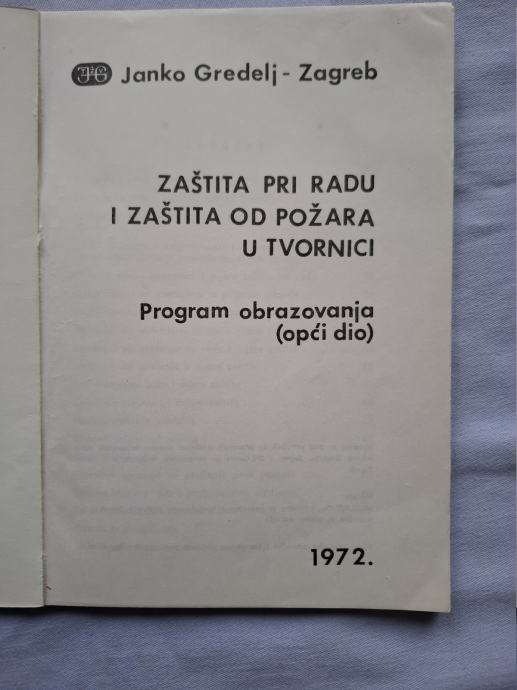 Janko Gredelj - Zagreb
ZAŠTITA PRI RADU
I ZAŠTITA OD POŽARA
U TVORNICI
Program obrazovanja
(opći dio)
1972.